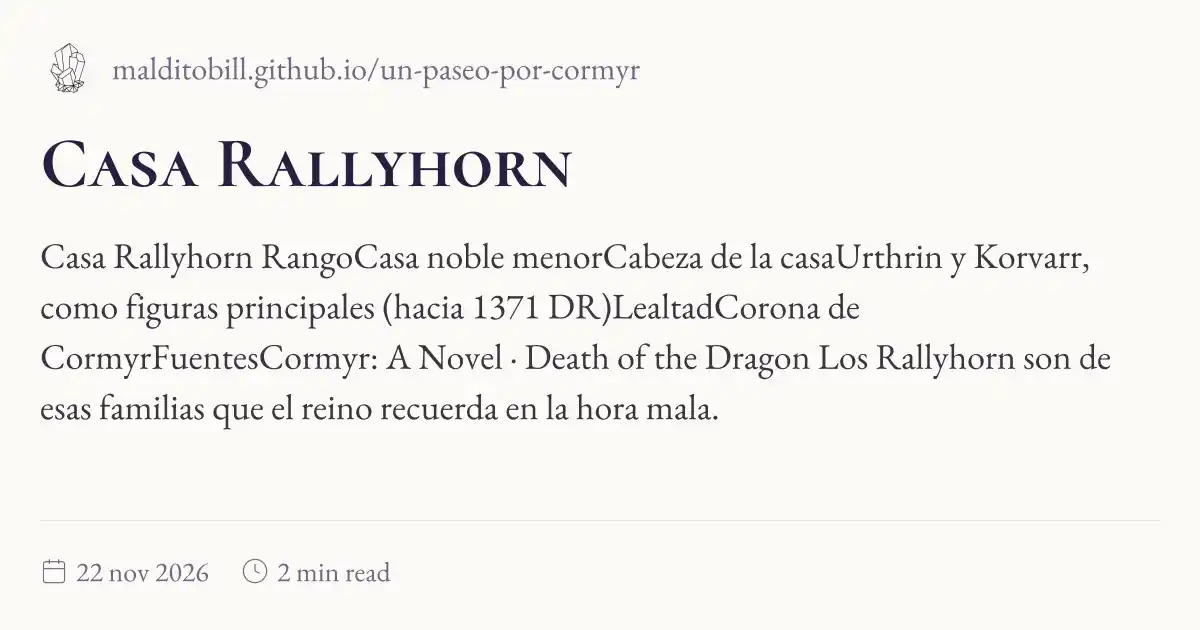 malditobill.github.io/un-paseo-por-cormyr
Casa Rallyhorn
Casa Rallyhorn RangoCasa noble menorCabeza de la casaUrthrin y Korvarr,
como figuras principales (hacia 1371 DR)LealtadCorona de
CormyrFuentesCormyr: A Novel · Death of the Dragon Los Rallyhorn son de
esas familias que el reino recuerda en la hora mala.
22 nov 2026 2 min read